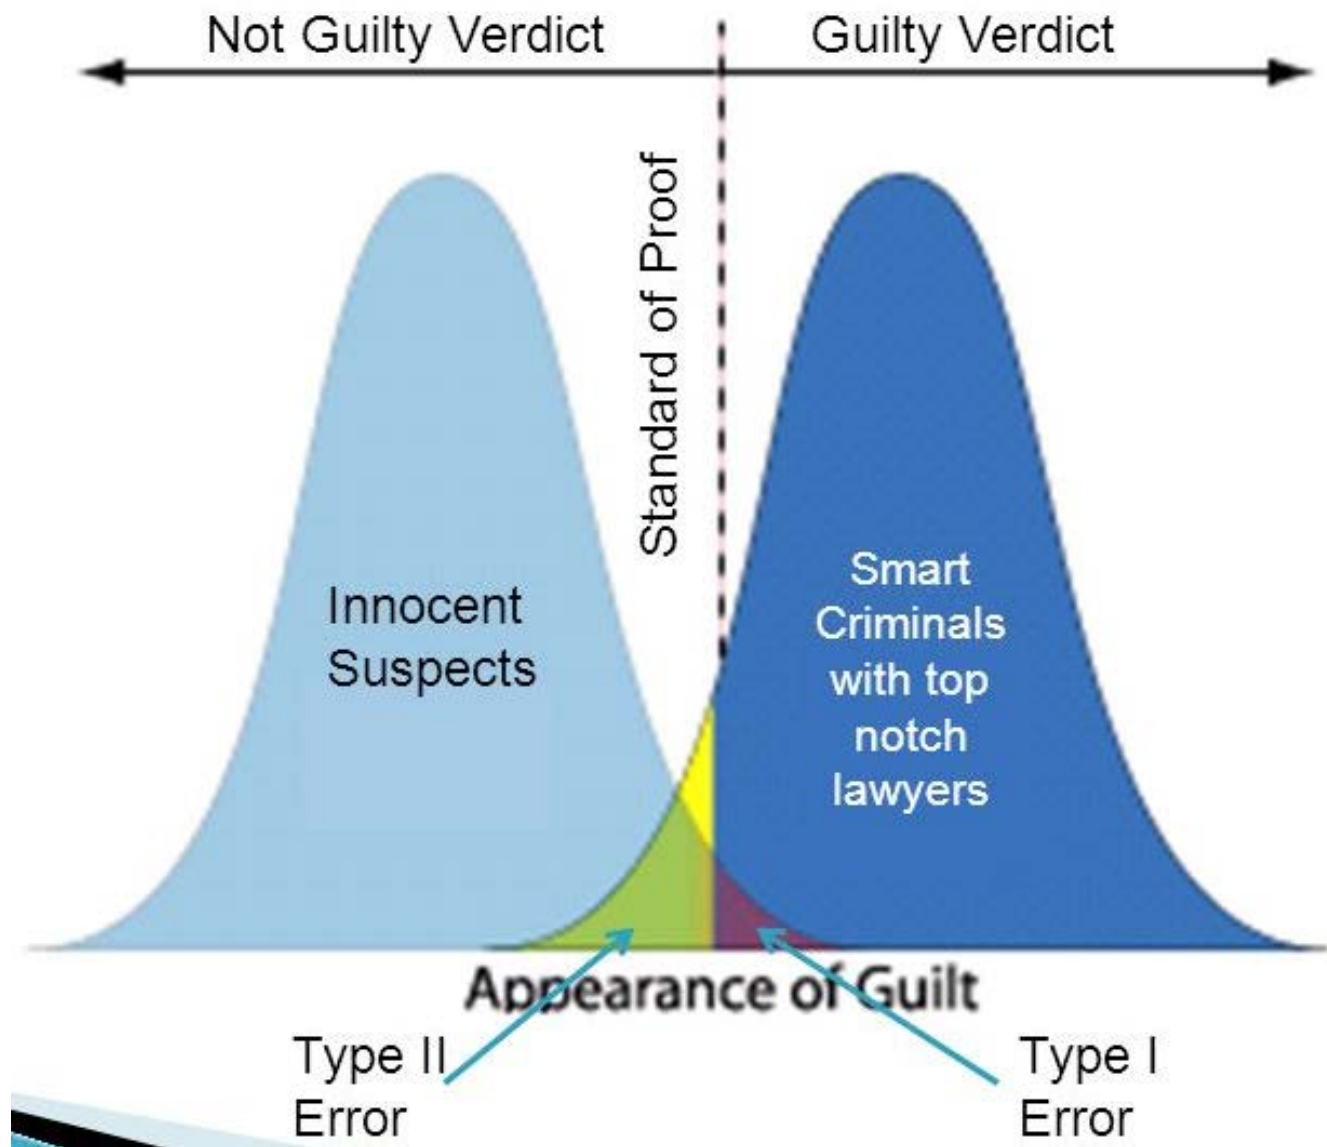 Not Guilty Verdict
Guilty Verdict
Standard of Proof
Innocent
Suspects
Smart
Criminals
with top
notch
lawyers
Appearance of Guilt
Type II
Error
Type I
Error